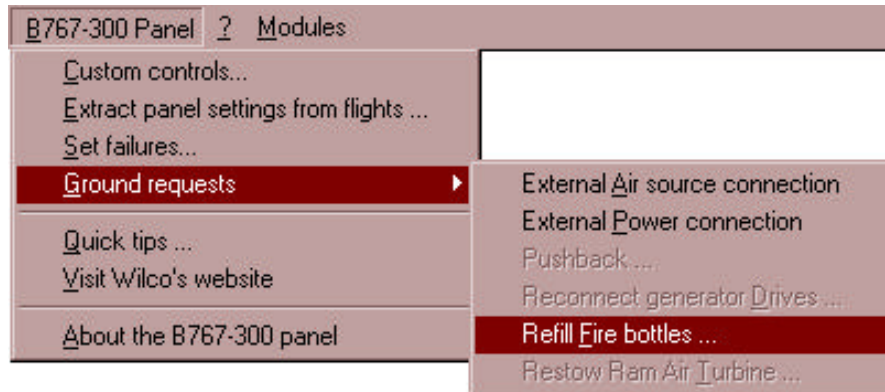 B767-300 Panel ? Modules
Custom controls...
Extract panel settings from flights ...
Set failures...
Ground requests
Quick tips ...
Visit Wilco's website
About the B767-300 panel
External Air source connection
External Power connection
Pushback ...
Reconnect generator Drives ...
Refill Fire bottles ...
Restow Ram Air Turbine ...